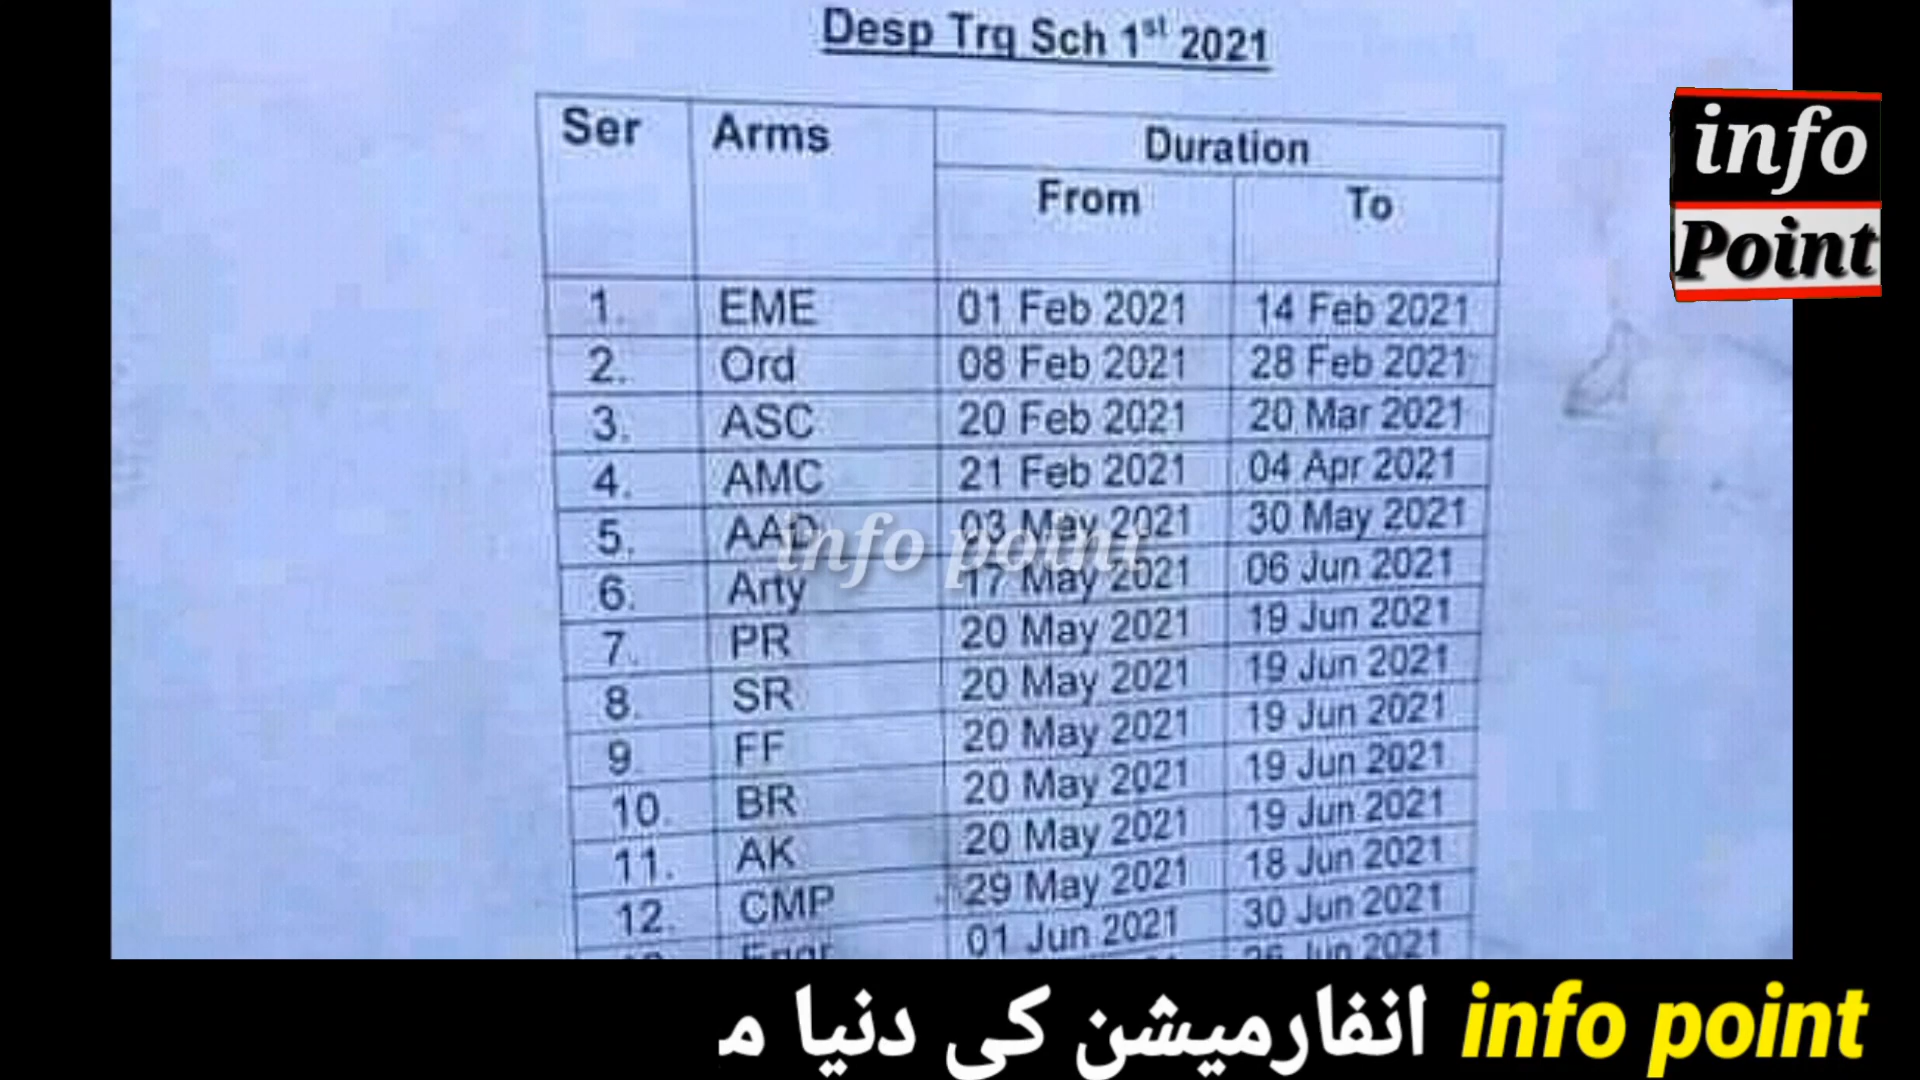 Desp Trg Sch 1st 2021
Ser Arms Duration
From To
1. EME 01 Feb 2021 14 Feb 2021
2. Ord 08 Feb 2021 28 Feb 2021
3. ASC 20 Feb 2021 20 Mar 2021
4. AMC 21 Feb 2021 04 Apr 2021
5. AAD 03 May 2021 30 May 2021
6. Arty 17 May 2021 06 Jun 2021
7. PR 20 May 2021 19 Jun 2021
8. SR 20 May 2021 19 Jun 2021
9. FF 20 May 2021 19 Jun 2021
10. BR 20 May 2021 19 Jun 2021
11. AK 20 May 2021 19 Jun 2021
12. CMP 29 May 2021 18 Jun 2021
Engr 01 Jun 2021 30 Jun 2021
Jun 2021
info point
info
Point
info point انفارمیشن کی دنیا م